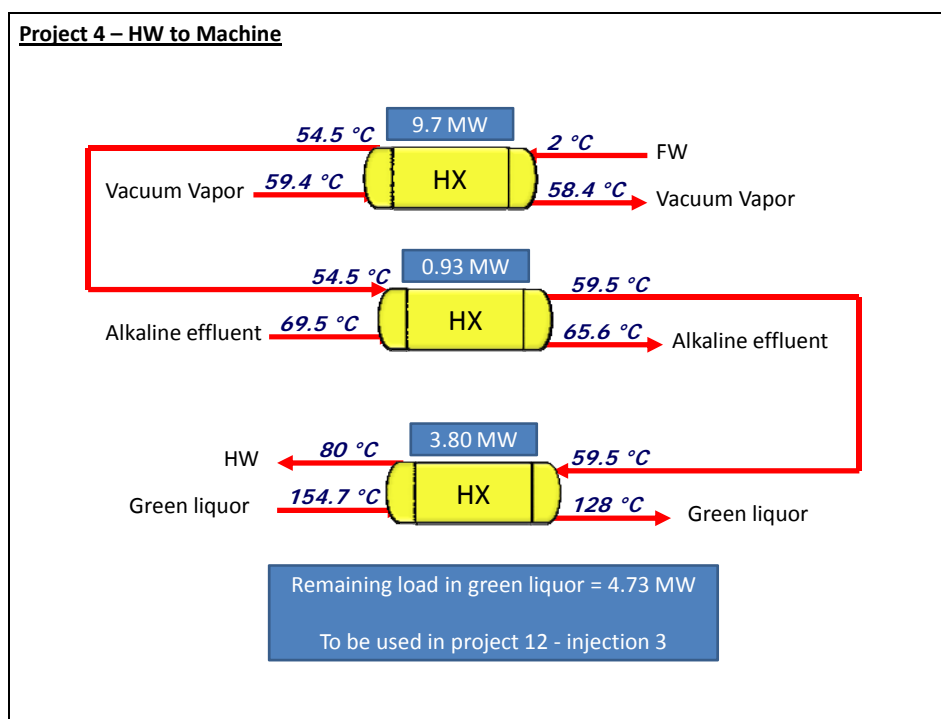 Project 4 – HW to Machine
9.7 MW
54.5 °C
2 °C
FW
HX
Vacuum Vapor
59.4 °C
58.4 °C
Vacuum Vapor
0.93 MW
54.5 °C
59.5 °C
HX
Alkaline effluent
69.5 °C
65.6 °C
Alkaline effluent
3.80 MW
HW
80 °C
59.5 °C
HX
Green liquor
154.7 °C
128 °C
Green liquor
Remaining load in green liquor = 4.73 MW
To be used in project 12 - injection 3